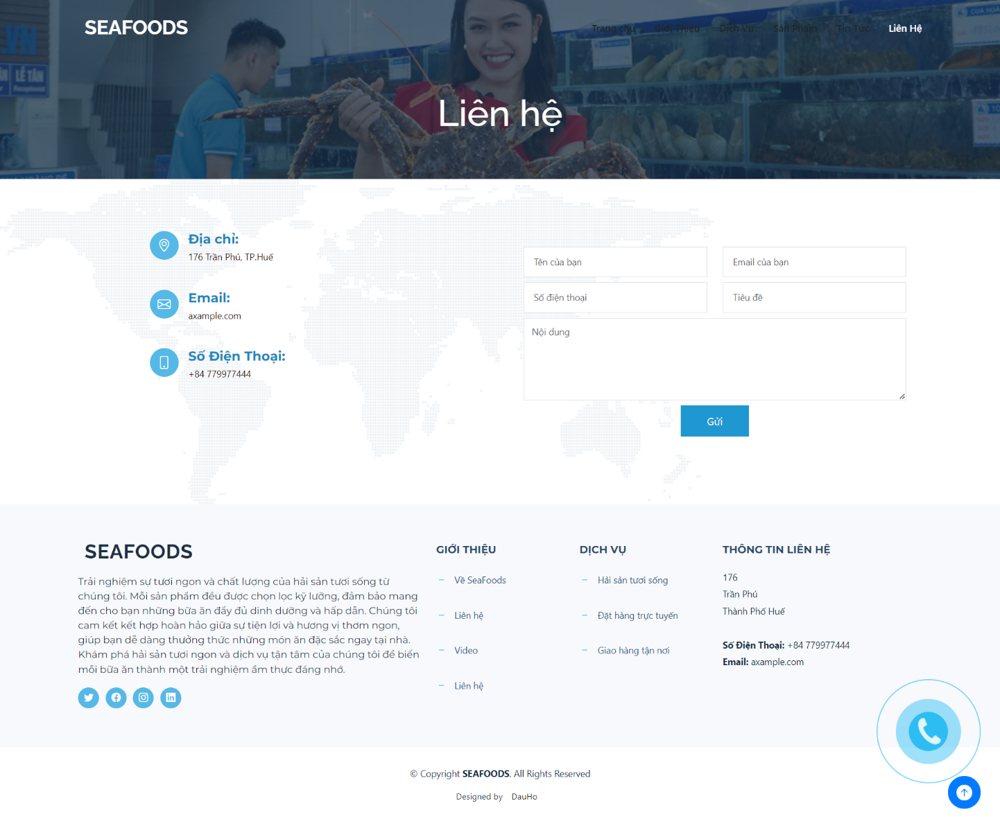 SEAFOODS
Trang chủ Giới Thiệu Dịch Vụ Sản Phẩm Tin Tức Liên Hệ
VN
LỄ TÂN
Receptionist
CUA HOÀNG
Liên hệ
Địa chỉ:
176 Trần Phú, TP.Huế
Email:
axample.com
Số Điện Thoại:
+84 779977444
Tên của bạn
Email của bạn
Số điện thoại
Tiêu đề
Nội dung
Gửi
SEAFOODS
Trải nghiệm sự tươi ngon và chất lượng của hải sản tươi sống từ
chúng tôi. Mỗi sản phẩm đều được chọn lọc kỹ lưỡng, đảm bảo mang
đến cho bạn những bữa ăn đầy đủ dinh dưỡng và hấp dẫn. Chúng tôi
cam kết kết hợp hoàn hảo giữa sự tiện lợi và hương vị thơm ngon,
giúp bạn dễ dàng thưởng thức những món ăn đặc sắc ngay tại nhà.
Khám phá hải sản tươi ngon và dịch vụ tận tâm của chúng tôi để biến
mỗi bữa ăn thành một trải nghiệm ẩm thực đáng nhớ.
GIỚI THIỆU
Về SeaFoods
Liên hệ
Video
Liên hệ
DỊCH VỤ
Hải sản tươi sống
Đặt hàng trực tuyến
Giao hàng tận nơi
THÔNG TIN LIÊN HỆ
176
Trần Phú
Thành Phố Huế
Số Điện Thoại: +84 779977444
Email: axample.com
© Copyright SEAFOODS. All Rights Reserved
Designed by DauHo